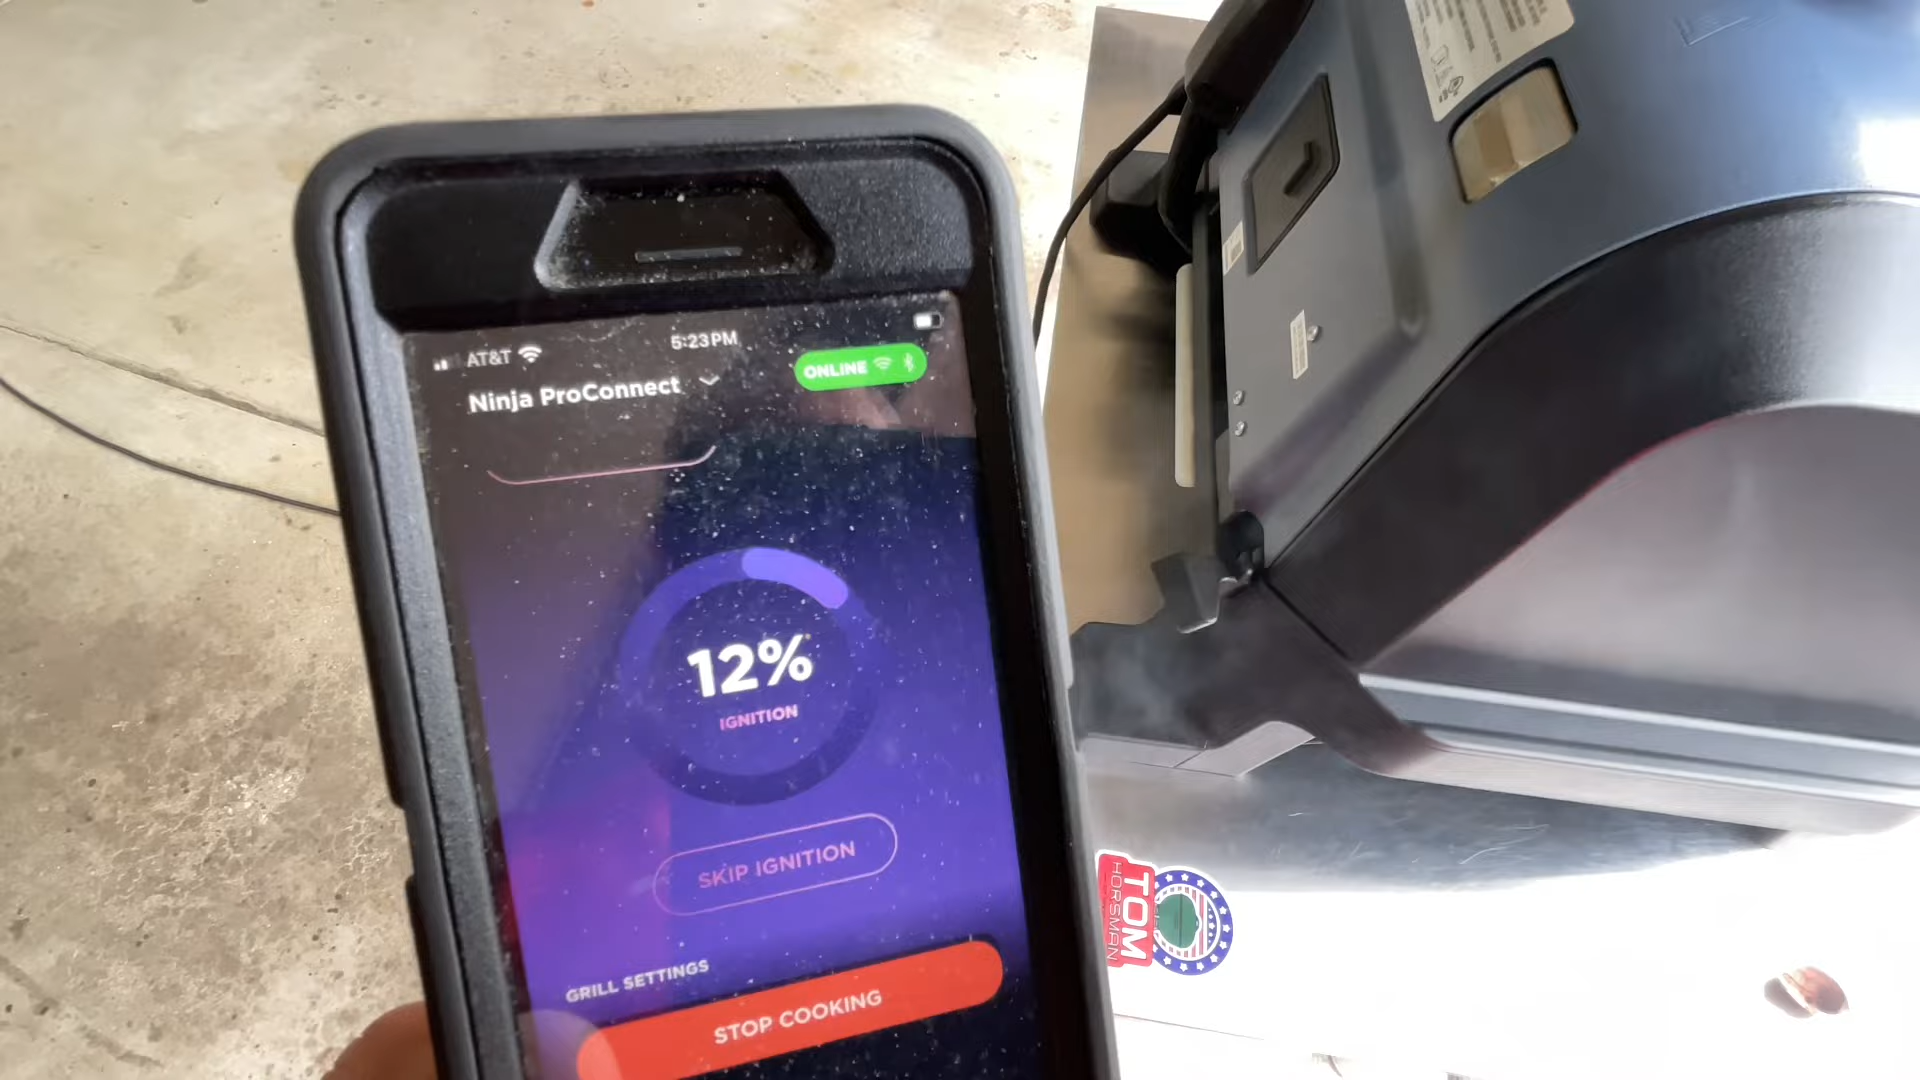 AT&T
5:23PM
Ninja ProConnect
ONLINE
12%
IGNITION
SKIP IGNITION
GRILL SETTINGS
STOP COOKING
TOM
HORSMAN